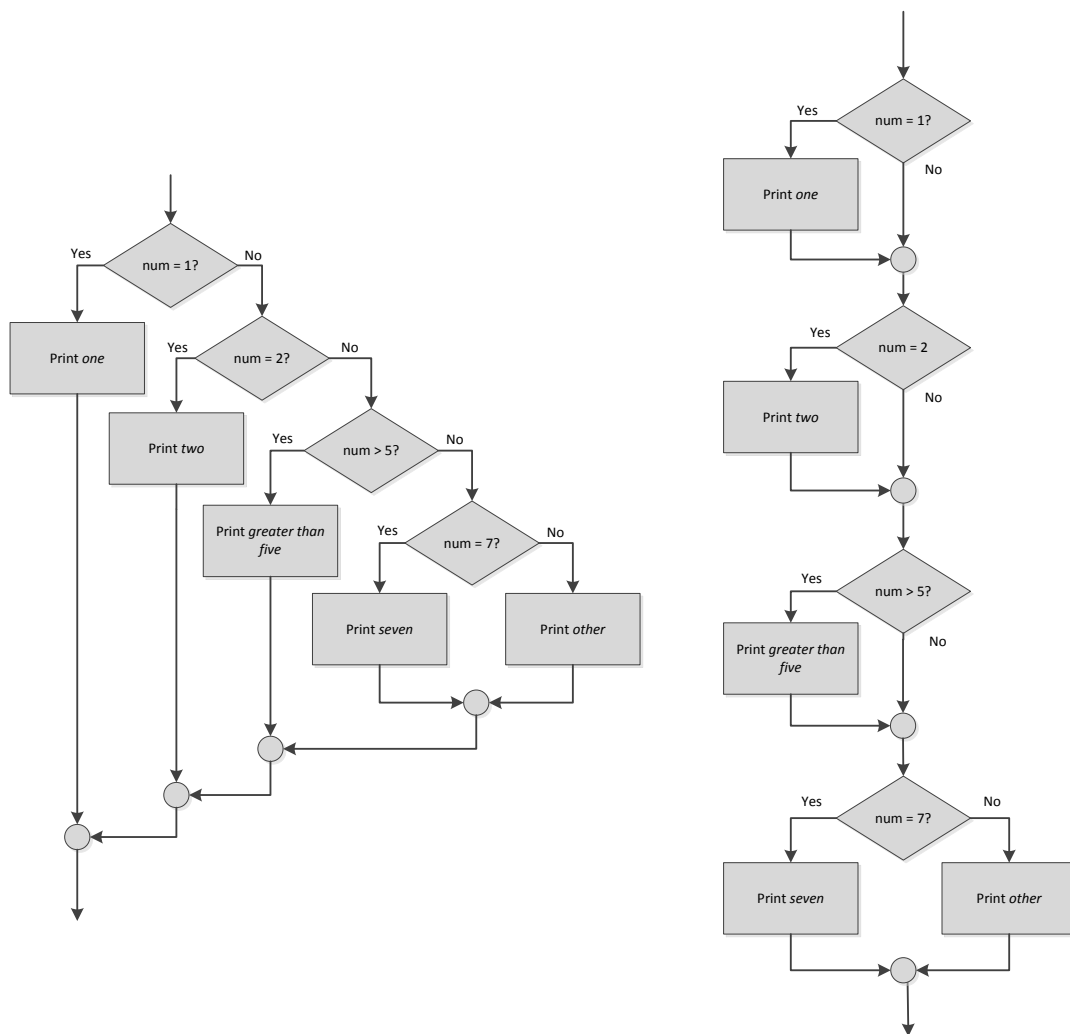 num = 1?
Yes
No
Print one
num = 2?
Yes
No
Print two
num > 5?
Yes
No
Print greater than
five
num = 7?
Yes
No
Print seven
Print other
num = 1?
Yes
No
Print one
num = 2
Yes
No
Print two
num > 5?
Yes
No
Print greater than
five
num = 7?
Yes
No
Print seven
Print other